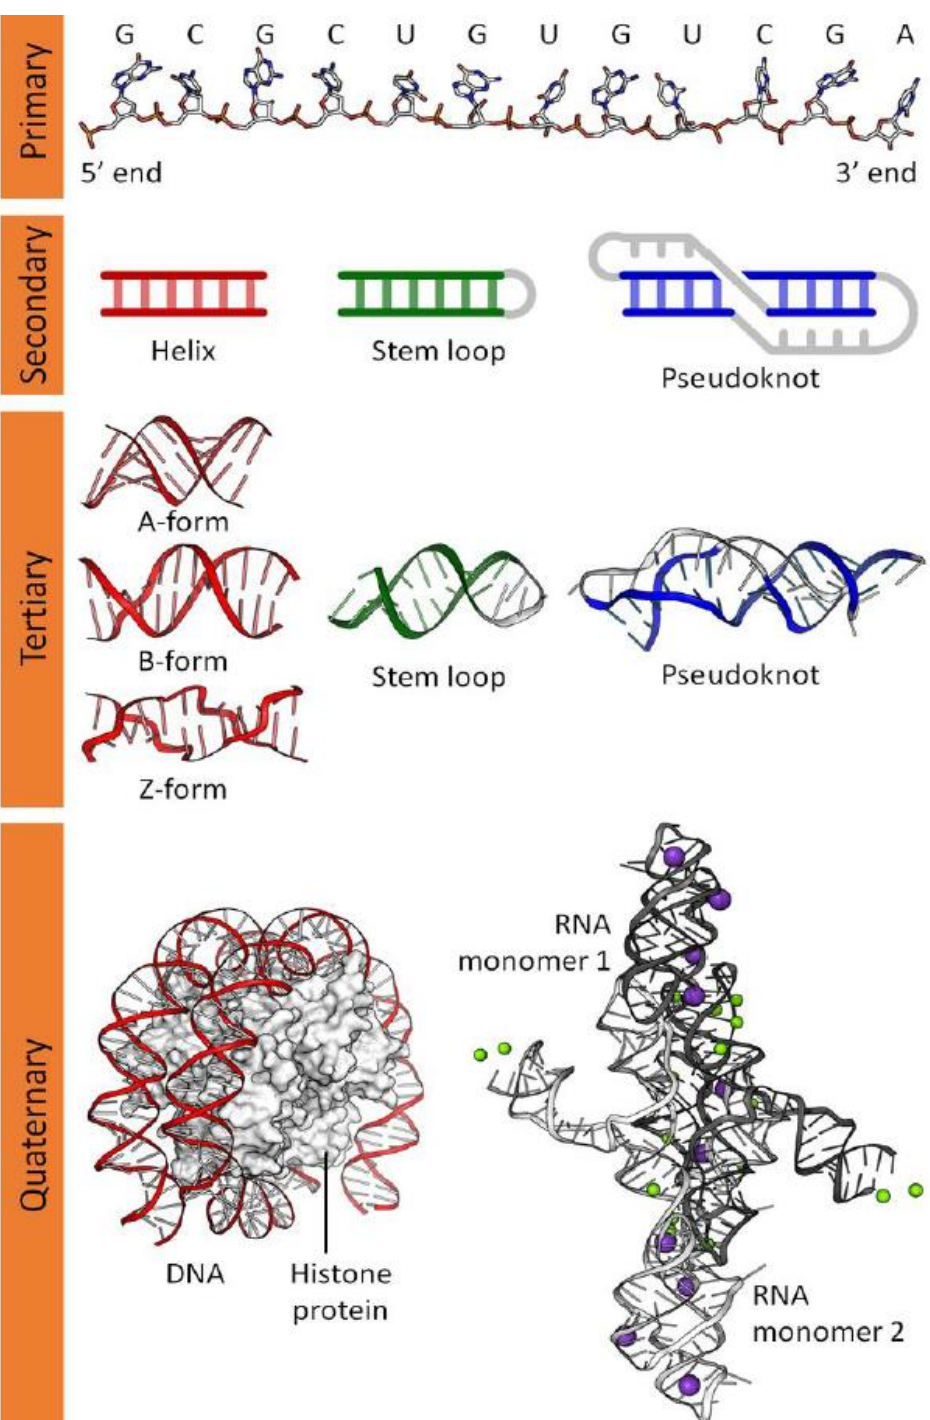 Primary
G C G C U G U G U C G A
5’ end
3’ end
Secondary
Helix
Stem loop
Pseudoknot
Tertiary
A-form
B-form
Z-form
Stem loop
Pseudoknot
Quaternary
DNA
Histone
protein
RNA
monomer 1
RNA
monomer 2